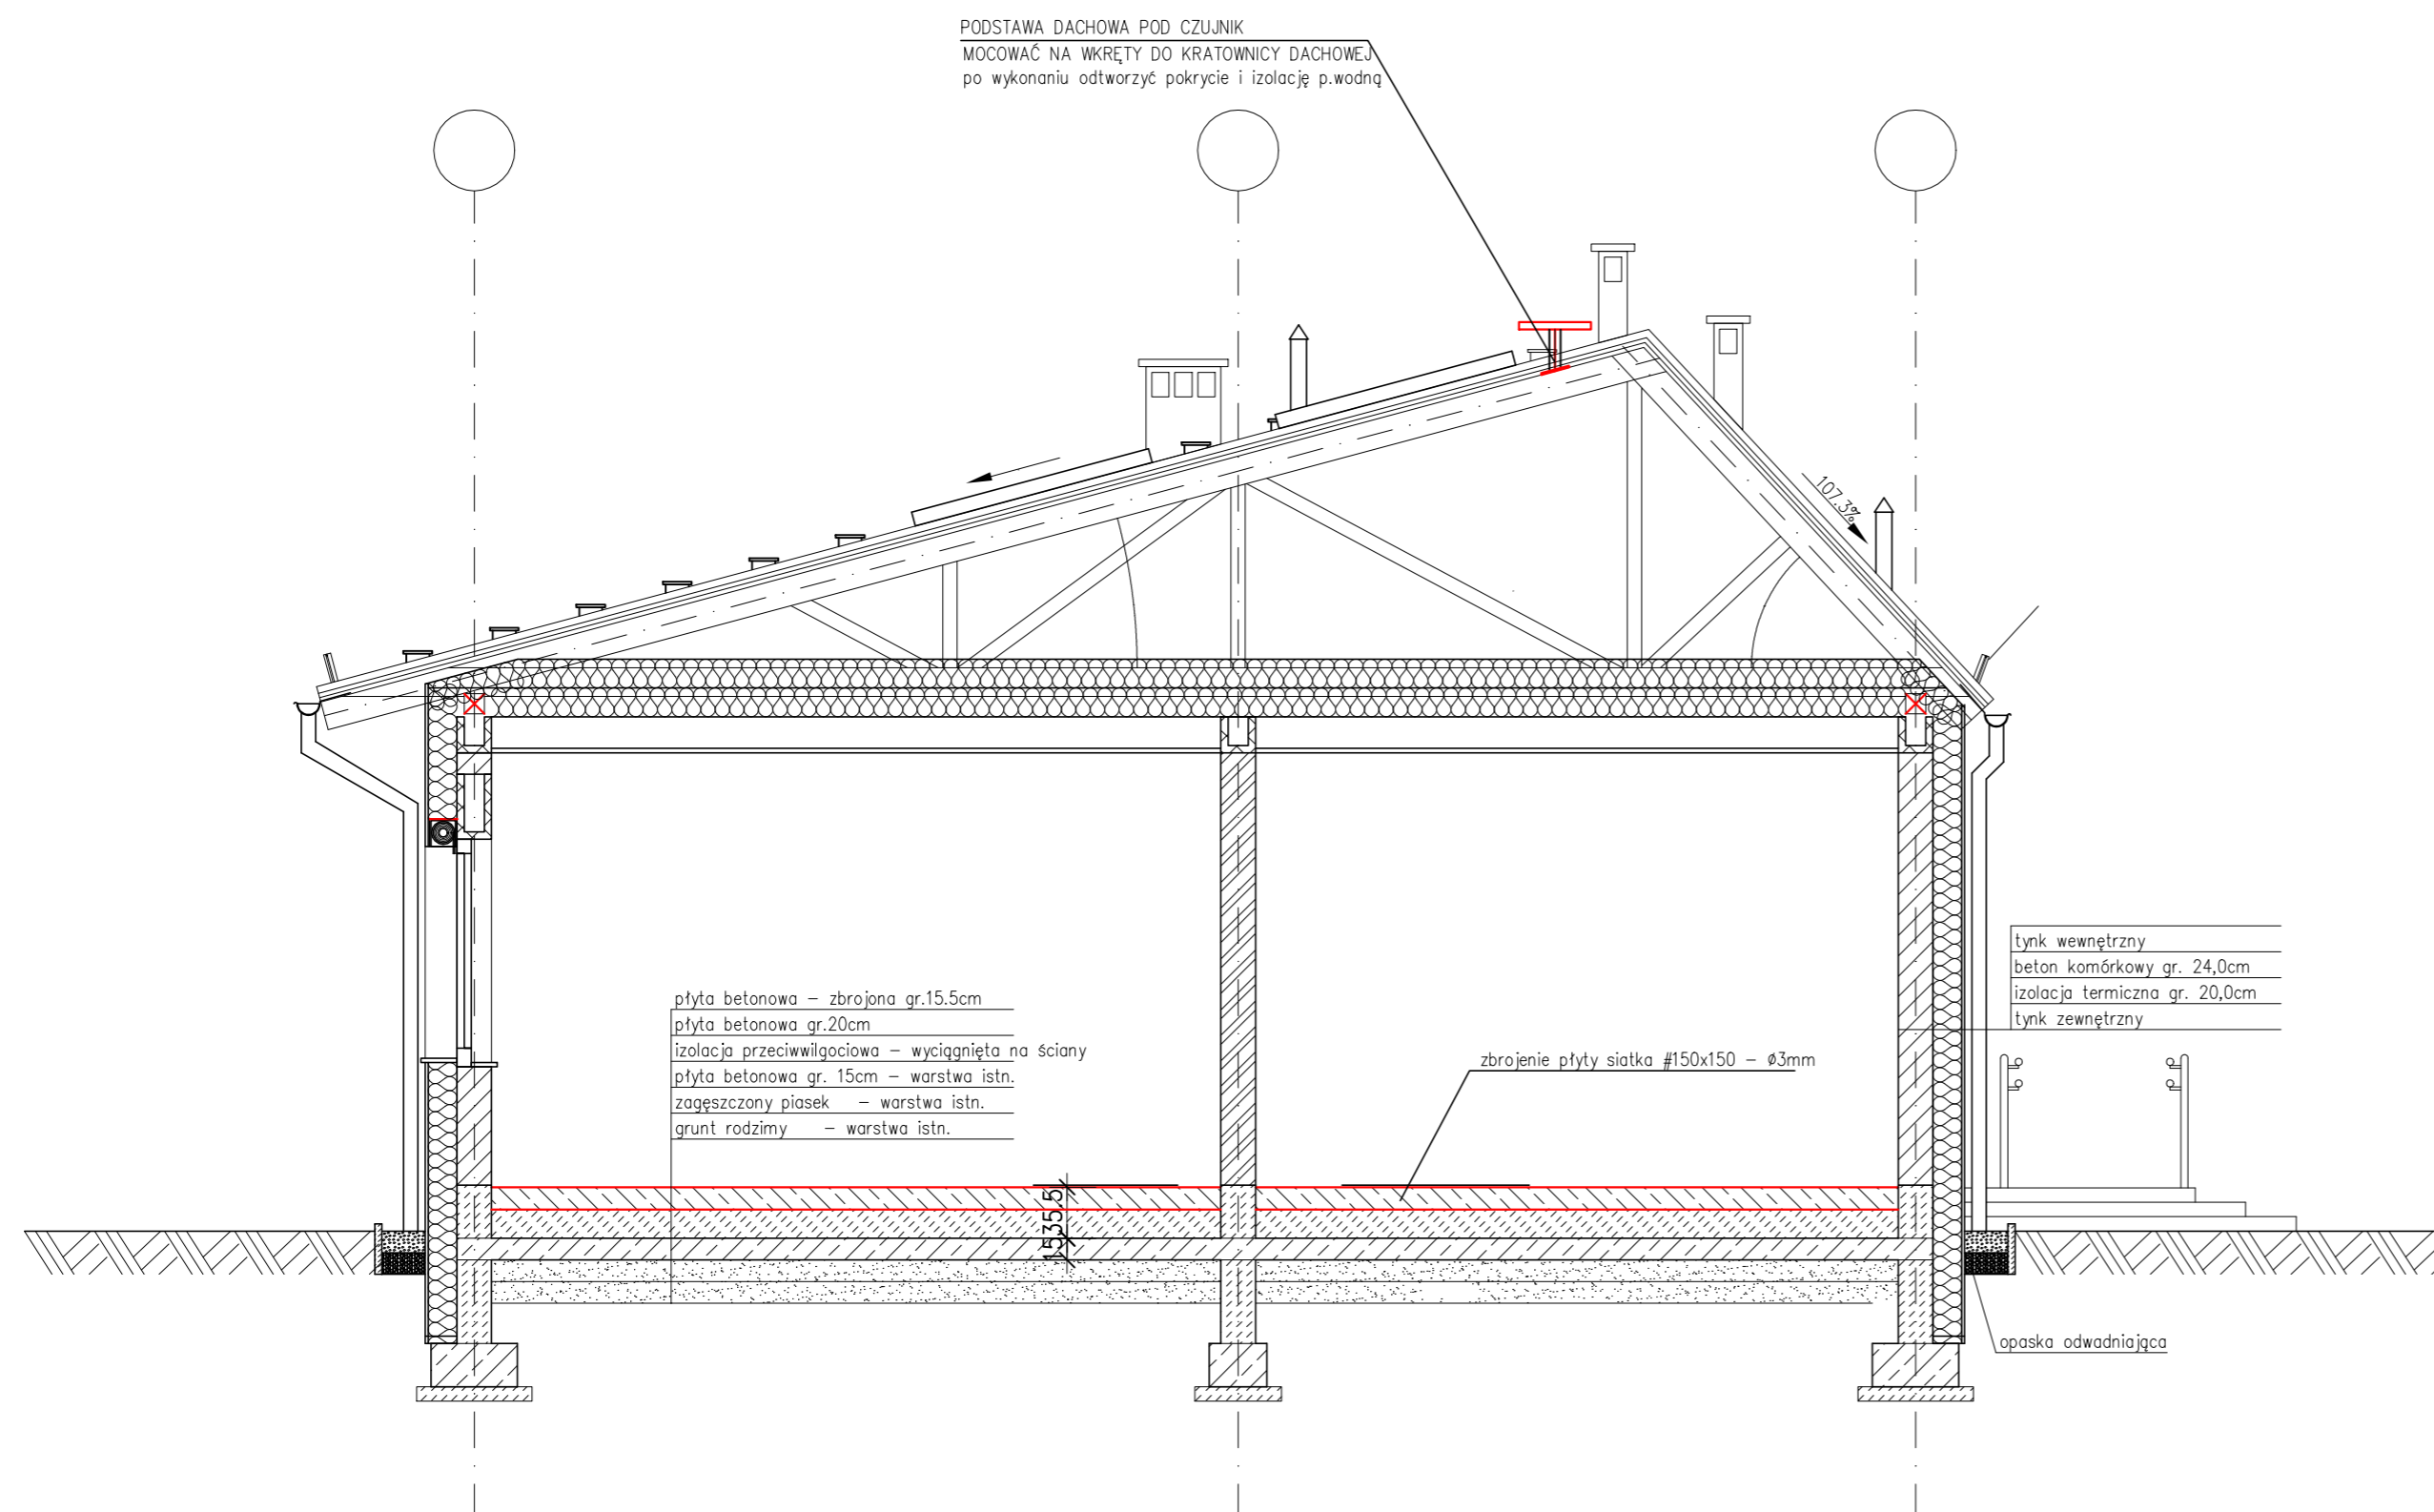 PODSTAWA DACHOWA POD CZUJNIK
MOCOWAĆ NA WKRĘTY DO KRATOWNICY DACHOWEJ
po wykonaniu odtworzyć pokrycie i izolację p.wodną
107.3%
tynk wewnętrzny
beton komórkowy gr. 24,0cm
izolacja termiczna gr. 20,0cm
tynk zewnętrzny
płyta betonowa – zbrojona gr.15.5cm
płyta betonowa gr.20cm
izolacja przeciwwilgociowa – wyciągnięta na ściany
płyta betonowa gr. 15cm – warstwa istn.
zagęszczony piasek – warstwa istn.
grunt rodzimy – warstwa istn.
zbrojenie płyty siatka #150x150 – ø3mm
35.5
15
opaska odwadniająca